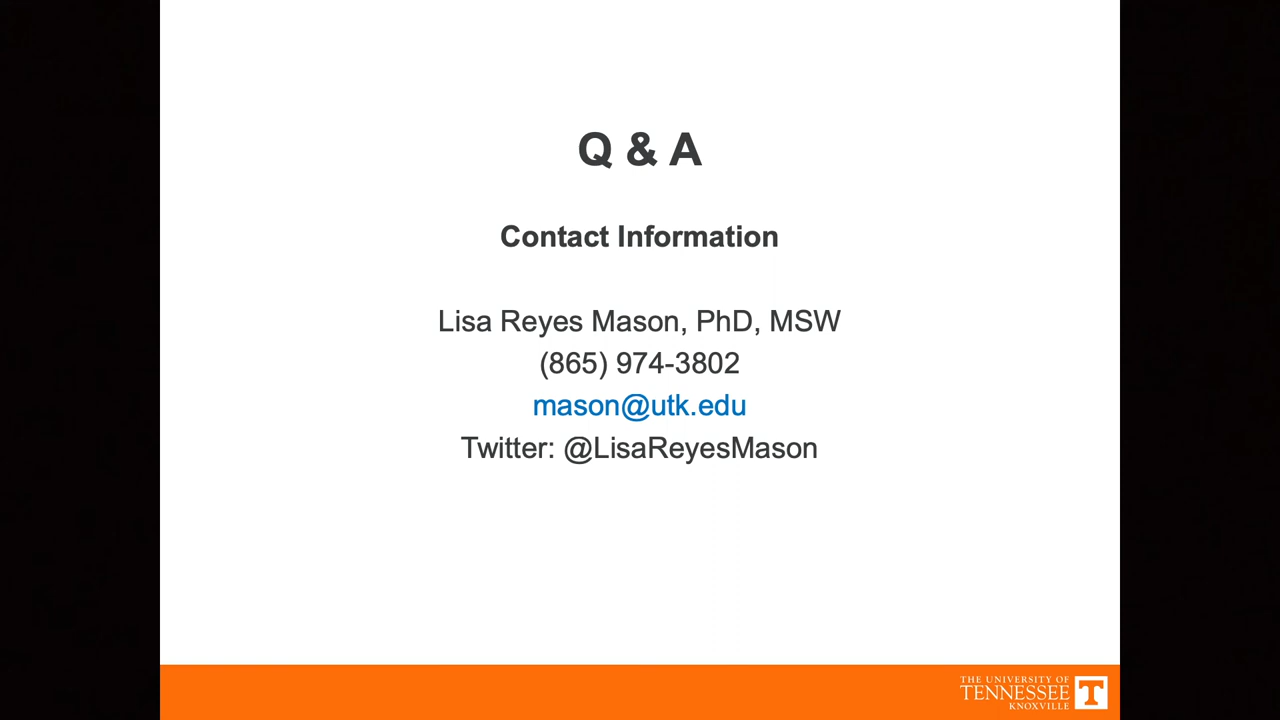 Q & A
Contact Information
Lisa Reyes Mason, PhD, MSW
(865) 974-3802
mason@utk.edu
Twitter: @LisaReyesMason
THE UNIVERSITY OF
TENNESSEE
KNOXVILLE
T